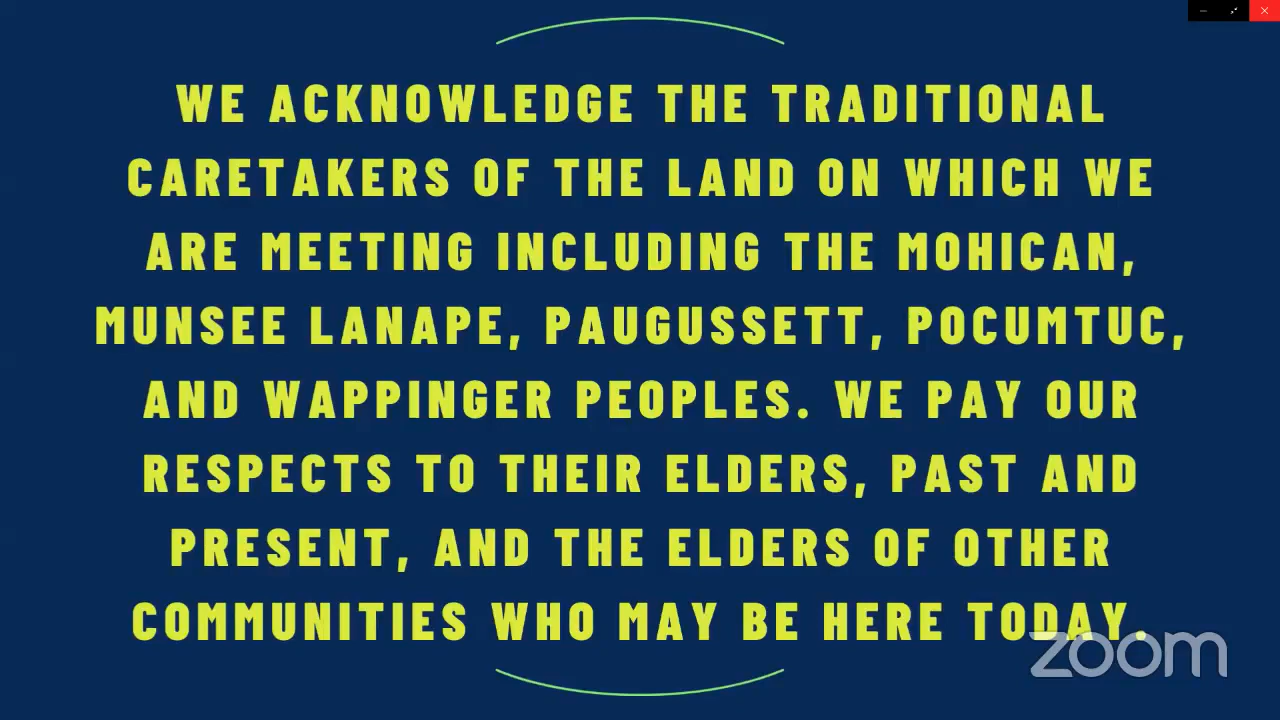 WE ACKNOWLEDGE THE TRADITIONAL
CARETAKERS OF THE LAND ON WHICH WE
ARE MEETING INCLUDING THE MOHICAN,
MUNSEE LANAPE, PAUGUSSETT, POCUMTUC,
AND WAPPINGER PEOPLES. WE PAY OUR
RESPECTS TO THEIR ELDERS, PAST AND
PRESENT, AND THE ELDERS OF OTHER
COMMUNITIES WHO MAY BE HERE TODAY.
zoom